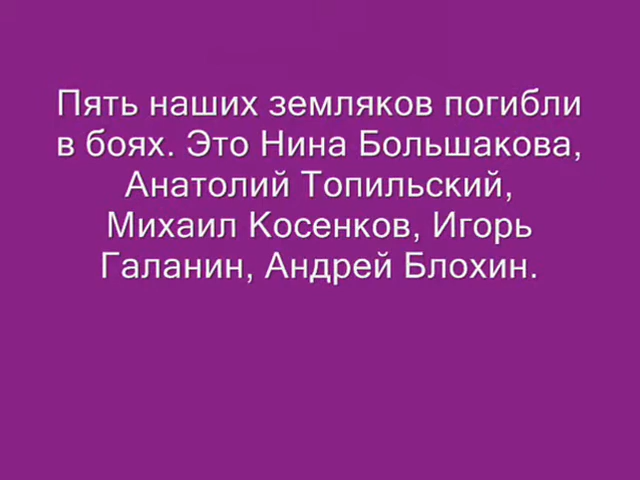 Пять наших земляков погибли
в боях. Это Нина Большакова,
Анатолий Топильский,
Михаил Косенков, Игорь
Галанин, Андрей Блохин.